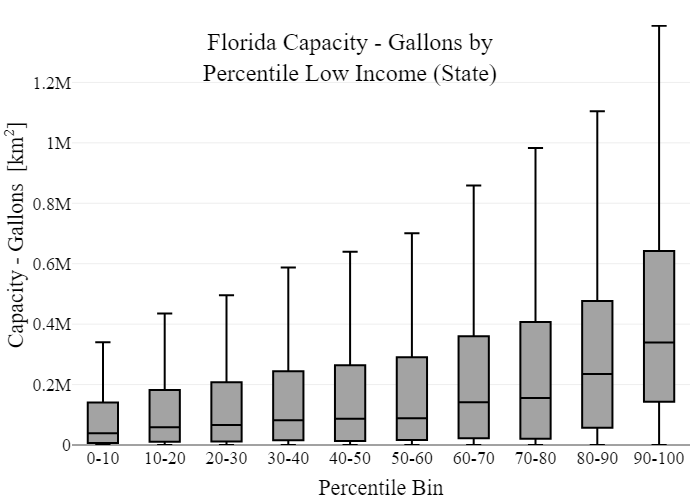 Florida Capacity - Gallons by
Percentile Low Income (State)
Capacity - Gallons [km²]
1.2M
1M
0.8M
0.6M
0.4M
0.2M
0
0-10 10-20 20-30 30-40 40-50 50-60 60-70 70-80 80-90 90-100
Percentile Bin